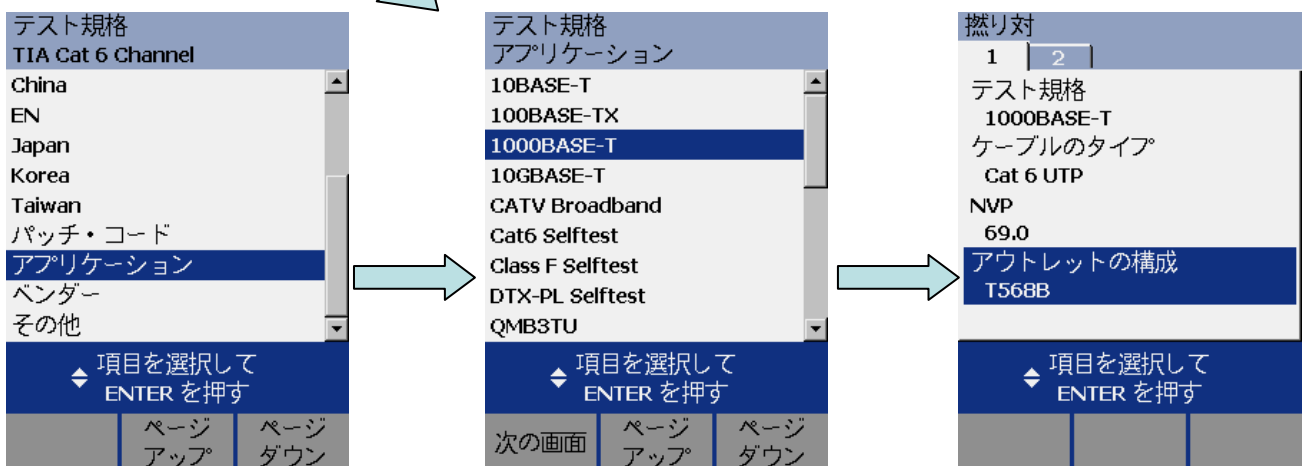 テスト規格
TIA Cat 6 Channel
China
EN
Japan
Korea
Taiwan
パッチ・コード
アプリケーション
ベンダー
その他
項目を選択して
ENTER を押す
ページ
アップ
ページ
ダウン
テスト規格
アプリケーション
10BASE-T
100BASE-TX
1000BASE-T
10GBASE-T
CATV Broadband
Cat6 Selftest
Class F Selftest
DTX-PL Selftest
QMB3TU
項目を選択して
ENTER を押す
次の画面
ページ
アップ
ページ
ダウン
撚り対
1 2
テスト規格
1000BASE-T
ケーブルのタイプ
Cat 6 UTP
NVP
69.0
アウトレットの構成
T568B
項目を選択して
ENTER を押す